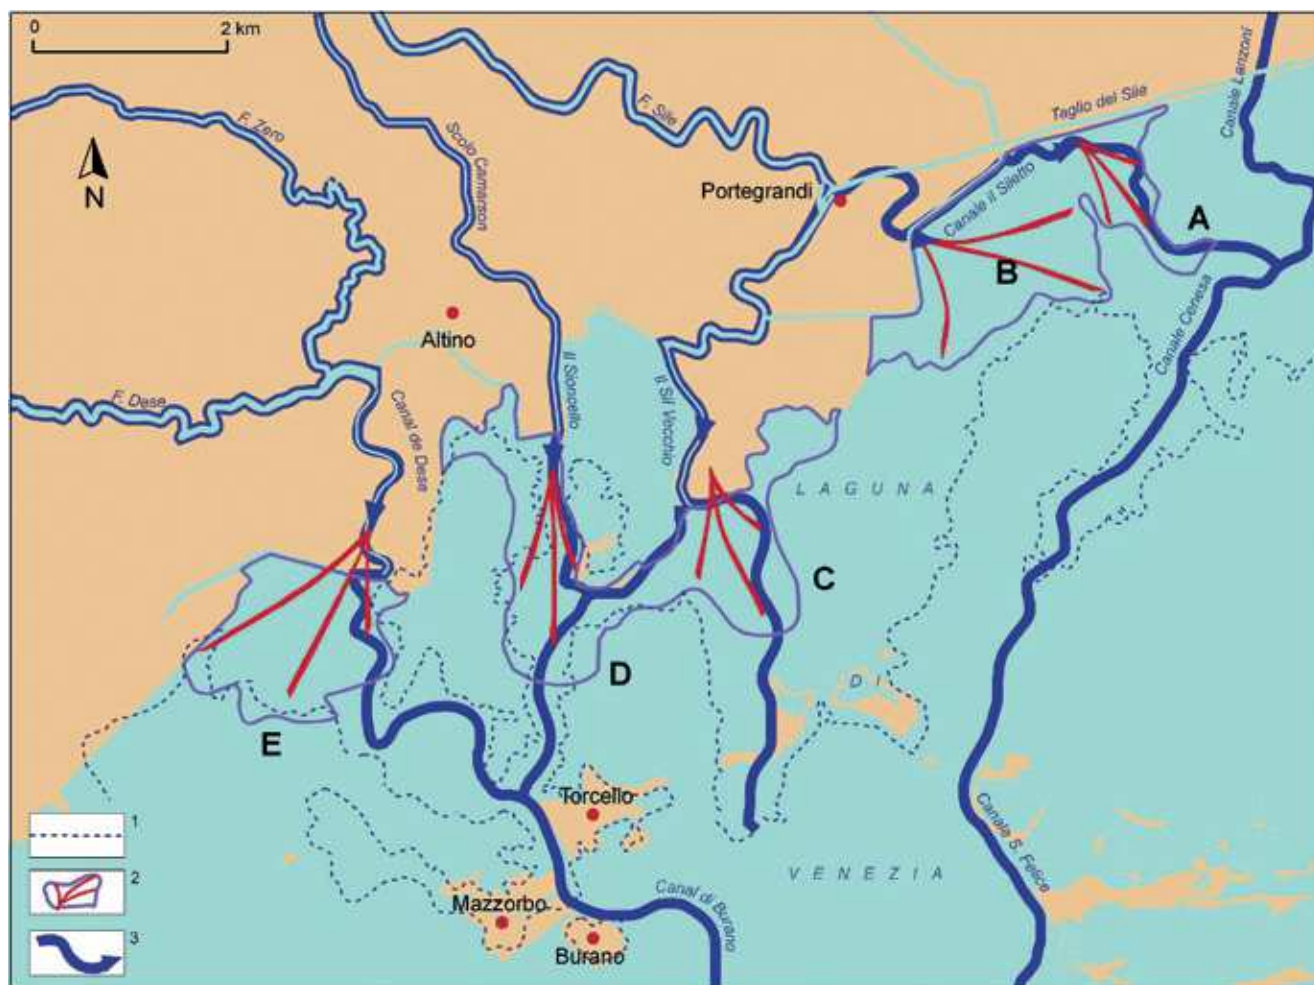 0 2 km
Canale Lanzoni
Taglio del Sile
F. Sile
F. Zero
Scolo Carmason
N
Portegrandi
Canale il Siletto
A
B
Altino
Canale Cenesa
Il Sioncello
Il Sil Vecchio
F. Dese
Canal de Dese
LAGUNA
C
D
DI
E
Torcello
1
Canale S. Felice
VENEZIA
2
Mazzorbo
Canal di Burano
3
Burano